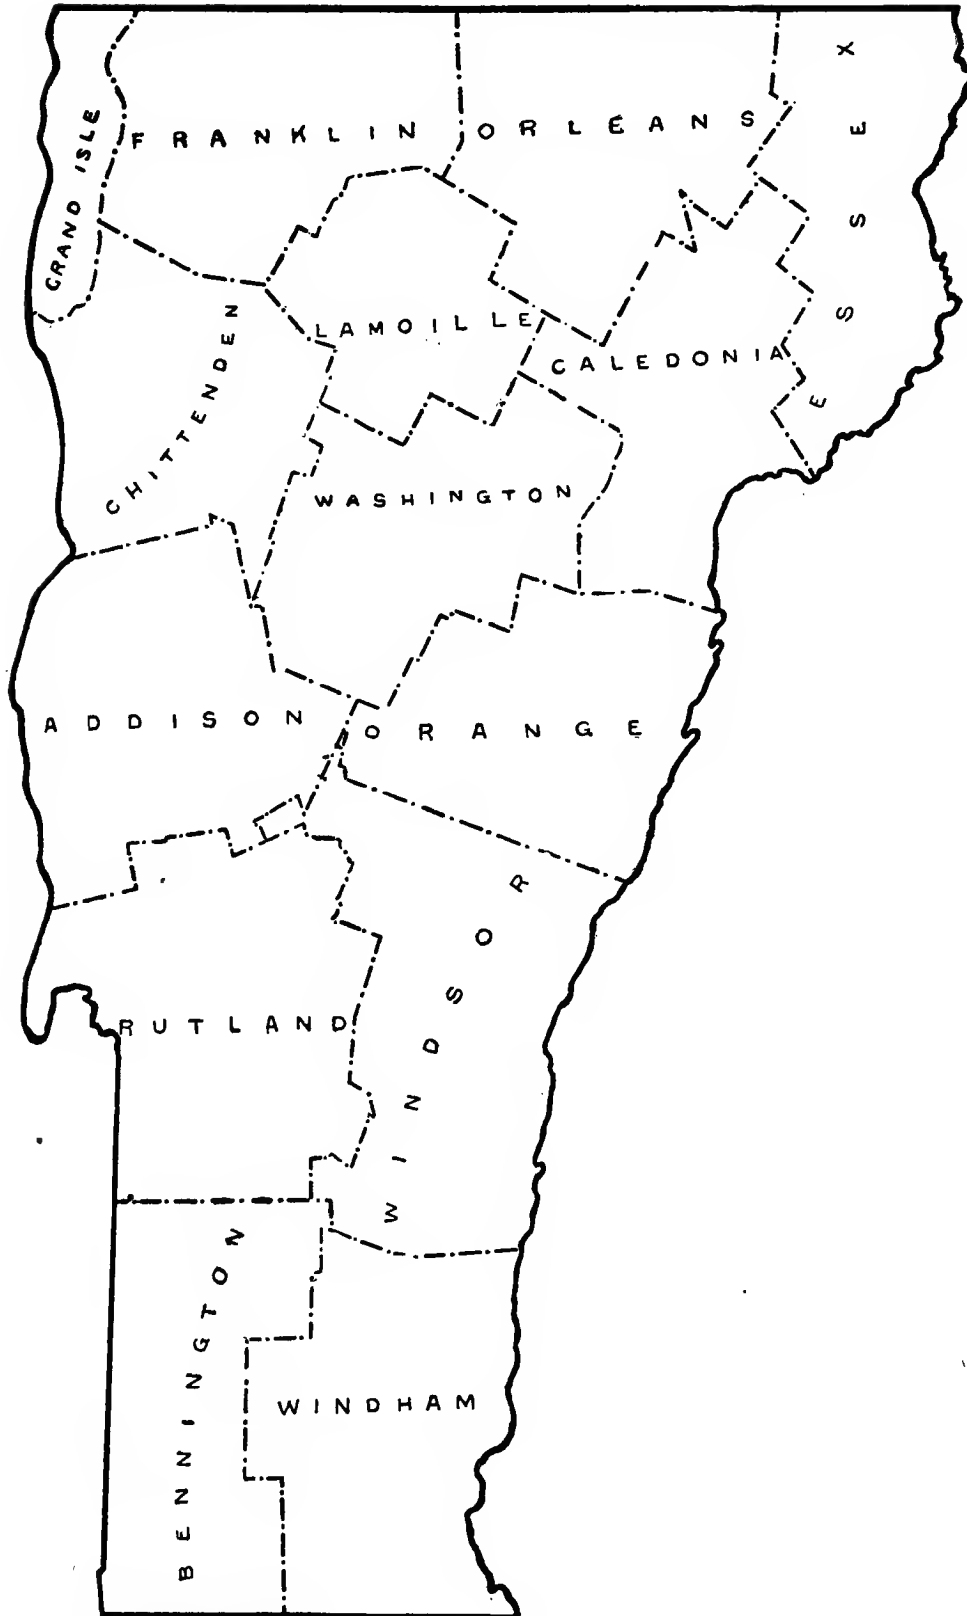 GRAND ISLE
FRANKLIN
ORLEANS
ESSEX
CHITTENDEN
LAMOILLE
CALEDONIA
WASHINGTON
ADDISON
ORANGE
RUTLAND
WINDSOR
BENNINGTON
WINDHAM